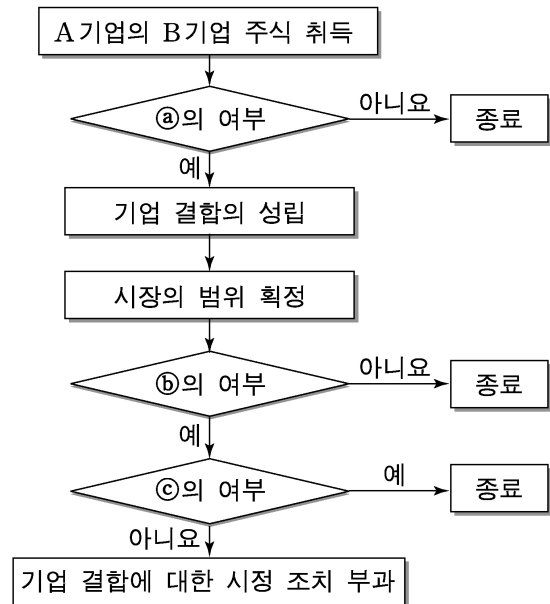 A기업의 B기업 주식 취득
ⓐ의 여부
아니요
종료
예
기업 결합의 성립
시장의 범위 획정
ⓑ의 여부
아니요
종료
예
ⓒ의 여부
예
종료
아니요
기업 결합에 대한 시정 조치 부과